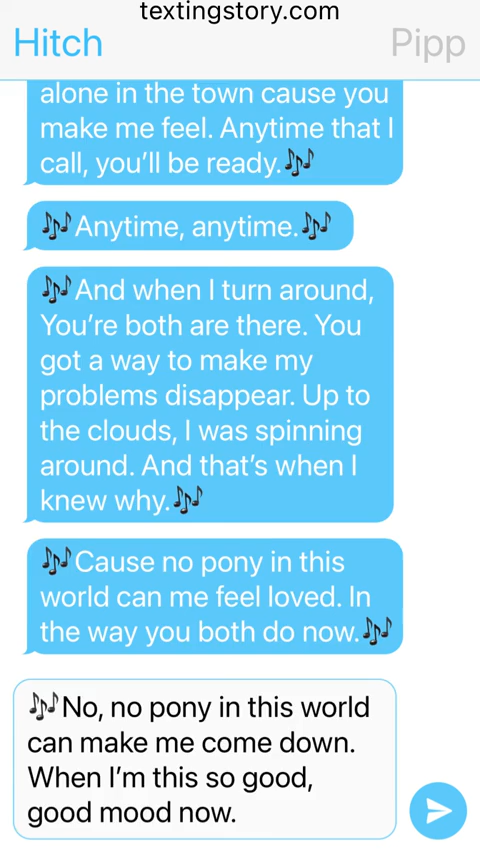 textingstory.com
Hitch
Pipp
alone in the town cause you
make me feel. Anytime that I
call, you’ll be ready.🎶
🎶Anytime, anytime.🎶
🎶And when I turn around,
You’re both are there. You
got a way to make my
problems disappear. Up to
the clouds, I was spinning
around. And that’s when I
knew why.🎶
🎶Cause no pony in this
world can me feel loved. In
the way you both do now.🎶
🎶No, no pony in this world
can make me come down.
When I’m this so good,
good mood now.